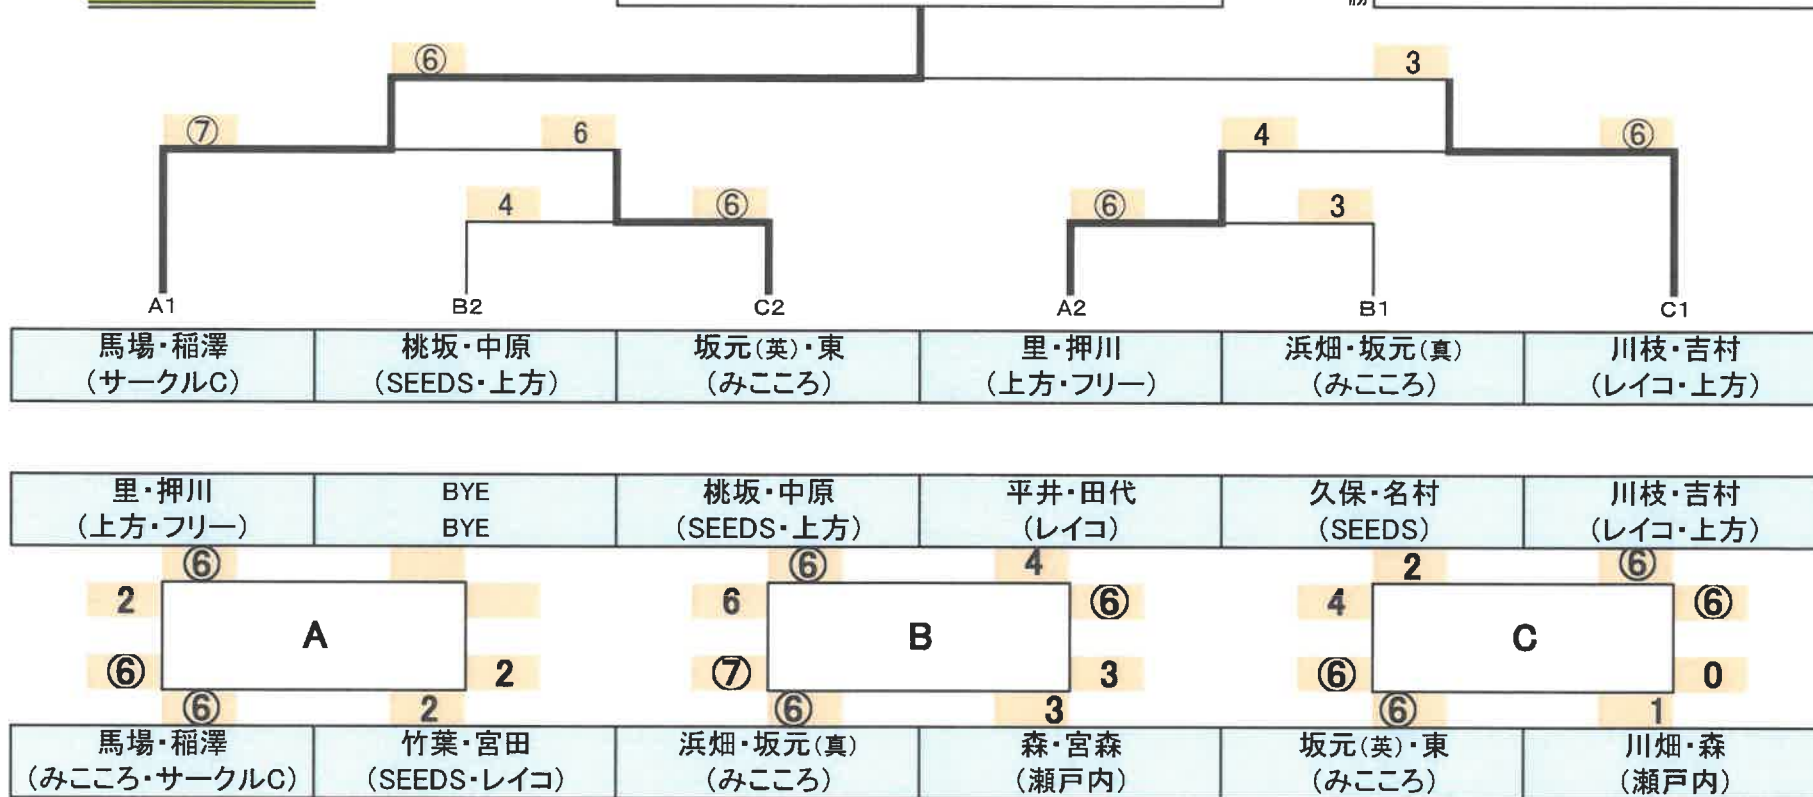 ⑥ 3
⑦ 6 4 ⑥
4 ⑥ ⑥ 3
A1 B2 C2 A2 B1 C1
馬場・稲澤 桃坂・中原 坂元(英)・東 里・押川 浜畑・坂元(真) 川枝・吉村
(サークルC) (SEEDS・上方) (みこころ) (上方・フリー) (みこころ) (レイコ・上方)
里・押川 BYE 桃坂・中原 平井・田代 久保・名村 川枝・吉村
(上方・フリー) BYE (SEEDS・上方) (レイコ) (SEEDS) (レイコ・上方)
⑥ ⑥ 4 2 ⑥
2 6 ⑥ 4 ⑥
A B C
⑥ 2 ⑦ 3 ⑥ 0
⑥ 2 ⑥ 3 ⑥ 1
馬場・稲澤 竹葉・宮田 浜畑・坂元(真) 森・宮森 坂元(英)・東 川畑・森
(みこころ・サークルC) (SEEDS・レイコ) (みこころ) (瀬戸内) (みこころ) (瀬戸内)